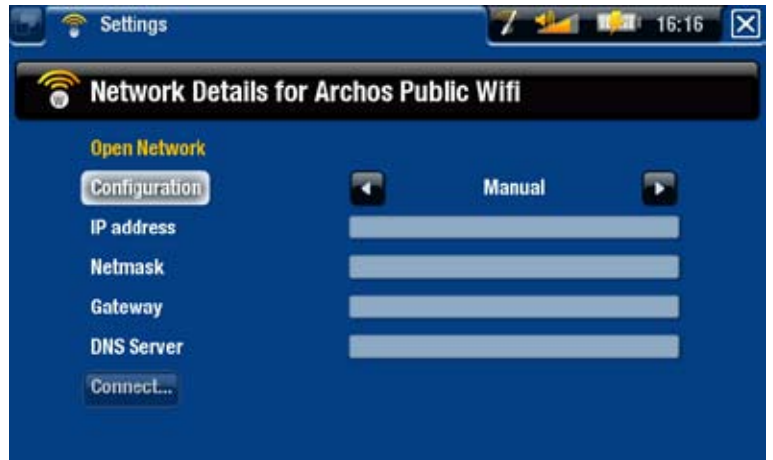 Settings
16:16
Network Details for Archos Public Wifi
Open Network
Configuration Manual
IP address
Netmask
Gateway
DNS Server
Connect...